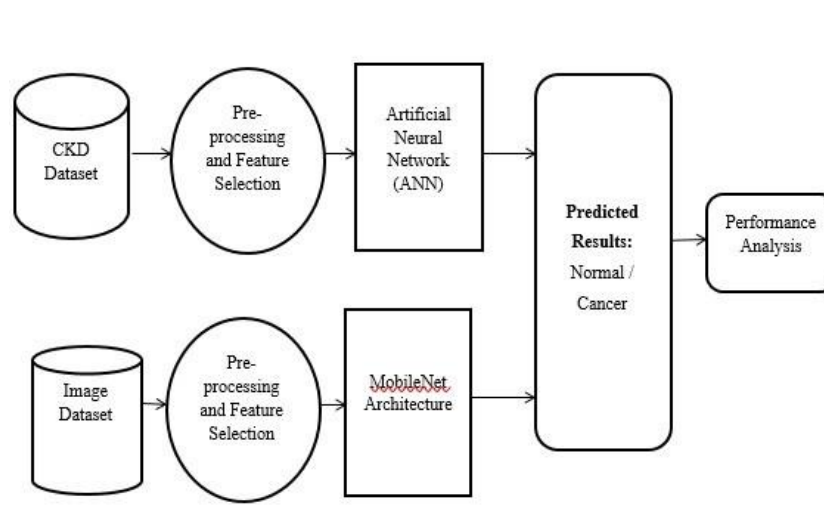 CKD
Dataset
Pre-
processing
and Feature
Selection
Artificial
Neural
Network
(ANN)
Predicted
Results:
Normal /
Cancer
Performance
Analysis
Image
Dataset
Pre-
processing
and Feature
Selection
MobileNet
Architecture